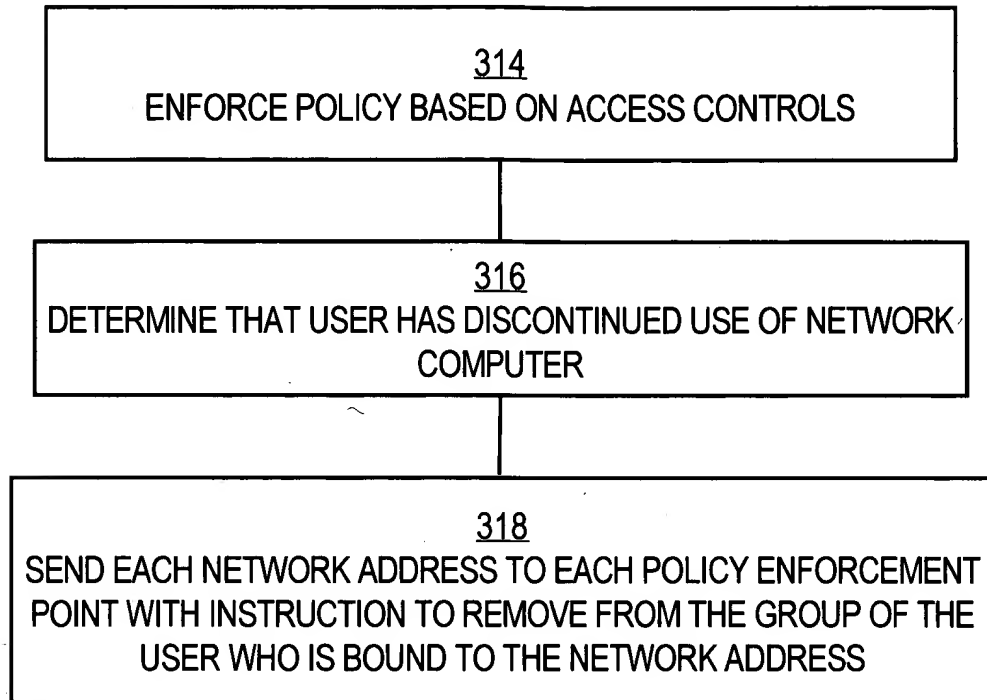 314
ENFORCE POLICY BASED ON ACCESS CONTROLS
316
DETERMINE THAT USER HAS DISCONTINUED USE OF NETWORK
COMPUTER
318
SEND EACH NETWORK ADDRESS TO EACH POLICY ENFORCEMENT
POINT WITH INSTRUCTION TO REMOVE FROM THE GROUP OF THE
USER WHO IS BOUND TO THE NETWORK ADDRESS